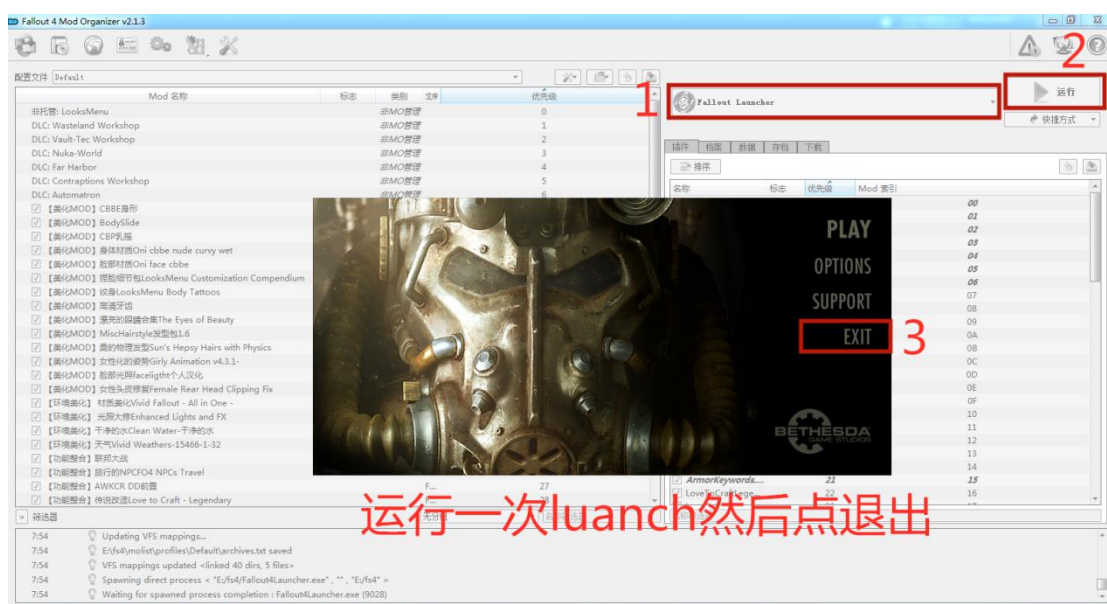 Fallout 4 Mod Organizer v2.1.3
2
配置文件 Default
1
Fallout Launcher
运行
快捷方式
Mod 名称 标志 类别 优先级
插件 档案 数据 存档 下载
排序
名称 标志 优先级 Mod 索引
非托管: LooksMenu 非MO管理 0
DLC: Wasteland Workshop 非MO管理 1
DLC: Vault-Tec Workshop 非MO管理 2
DLC: Nuka-World 非MO管理 3
DLC: Far Harbor 非MO管理 4
DLC: Contraptions Workshop 非MO管理 5
DLC: Automatron 非MO管理 6
【美化MOD】CBBE身形
【美化MOD】BodySlide
【美化MOD】CBP乳摇
【美化MOD】身体材质Oni cbbe nude curvy wet
【美化MOD】脸部材质Oni face cbbe
【美化MOD】捏脸细节包LooksMenu Customization Compendium
【美化MOD】纹身LooksMenu Body Tattoos
【美化MOD】高清牙齿
【美化MOD】漂亮的眼睛合集The Eyes of Beauty
【美化MOD】MiscHairstyle发型包1.6
【美化MOD】桑的物理发型Sun's Hepsy Hairs with Physics
【美化MOD】女性化的姿势Girly Animation v4.3.1-
【美化MOD】脸部光照faceligtht个人汉化
【美化MOD】女性头皮修复Female Rear Head Clipping Fix
【环境美化】材质美化Vivid Fallout - All in One -
【环境美化】光照大修Enhanced Lights and FX
【环境美化】干净的水Clean Water-干净的水
【环境美化】天气Vivid Weathers-15466-1-32
【功能整合】联邦大战
【功能整合】旅行的NPCFO4 NPCs Travel
【功能整合】AWKCR DD前置 F... 27
【功能整合】传说改造Love to Craft - Legendary F... 28
00
01
02
03
04
05
06
07
08
09
0A
0B
0C
0D
0E
0F
10
11
12
13
14
ArmorKeywords.... 21 15
LoveToCraftLege... 22 16
PLAY
OPTIONS
SUPPORT
EXIT
3
BETHESDA
GAME STUDIOS
筛选器 无分组
运行一次luanch然后点退出
7:54 Updating VFS mappings...
7:54 E:\fs4\molist\profiles\Default\archives.txt saved
7:54 VFS mappings updated <linked 40 dirs, 5 files>
7:54 Spawning direct process < "E:/fs4/Fallout4Launcher.exe" , "" , "E:/fs4" >
7:54 Waiting for spawned process completion : Fallout4Launcher.exe (9028)